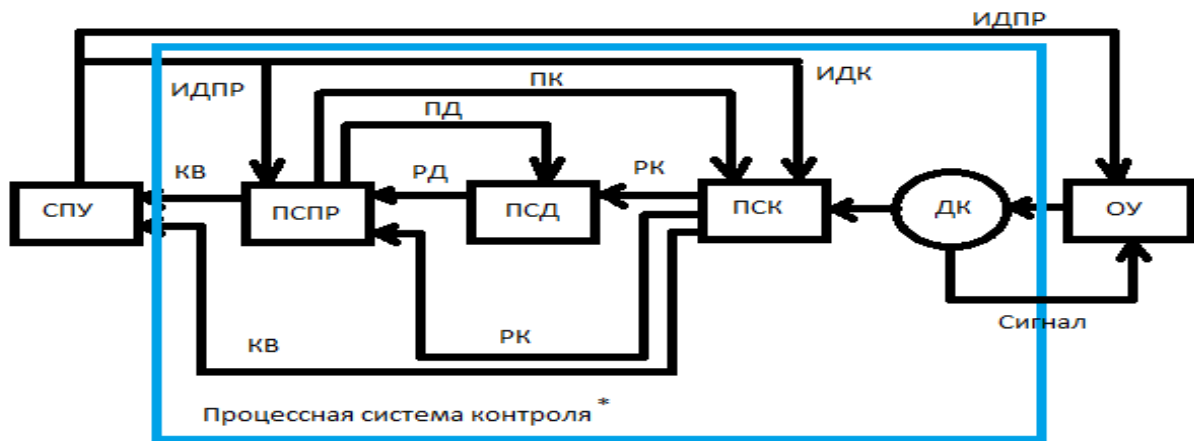 ИДПР
ИДПР
ПК
ИДК
ПД
КВ
РД
РК
СПУ
ПСПР
ПСД
ПСК
ДК
ОУ
Сигнал
КВ
РК
Процессная система контроля *